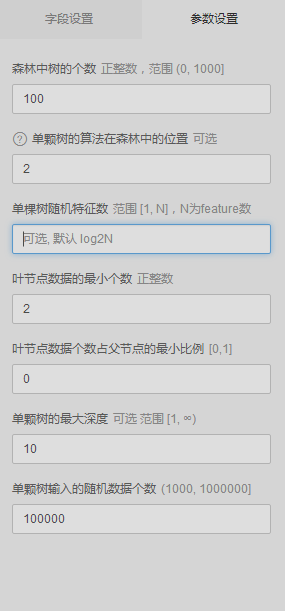 字段设置 参数设置
森林中树的个数 正整数，范围 (0, 1000]
100
? 单颗树的算法在森林中的位置 可选
2
单棵树随机特征数 范围 [1, N]，N为feature数
可选, 默认 log2N
叶节点数据的最小个数 正整数
2
叶节点数据个数占父节点的最小比例 [0,1]
0
单颗树的最大深度 可选 范围 [1, ∞)
10
单颗树输入的随机数据个数 (1000, 1000000]
100000